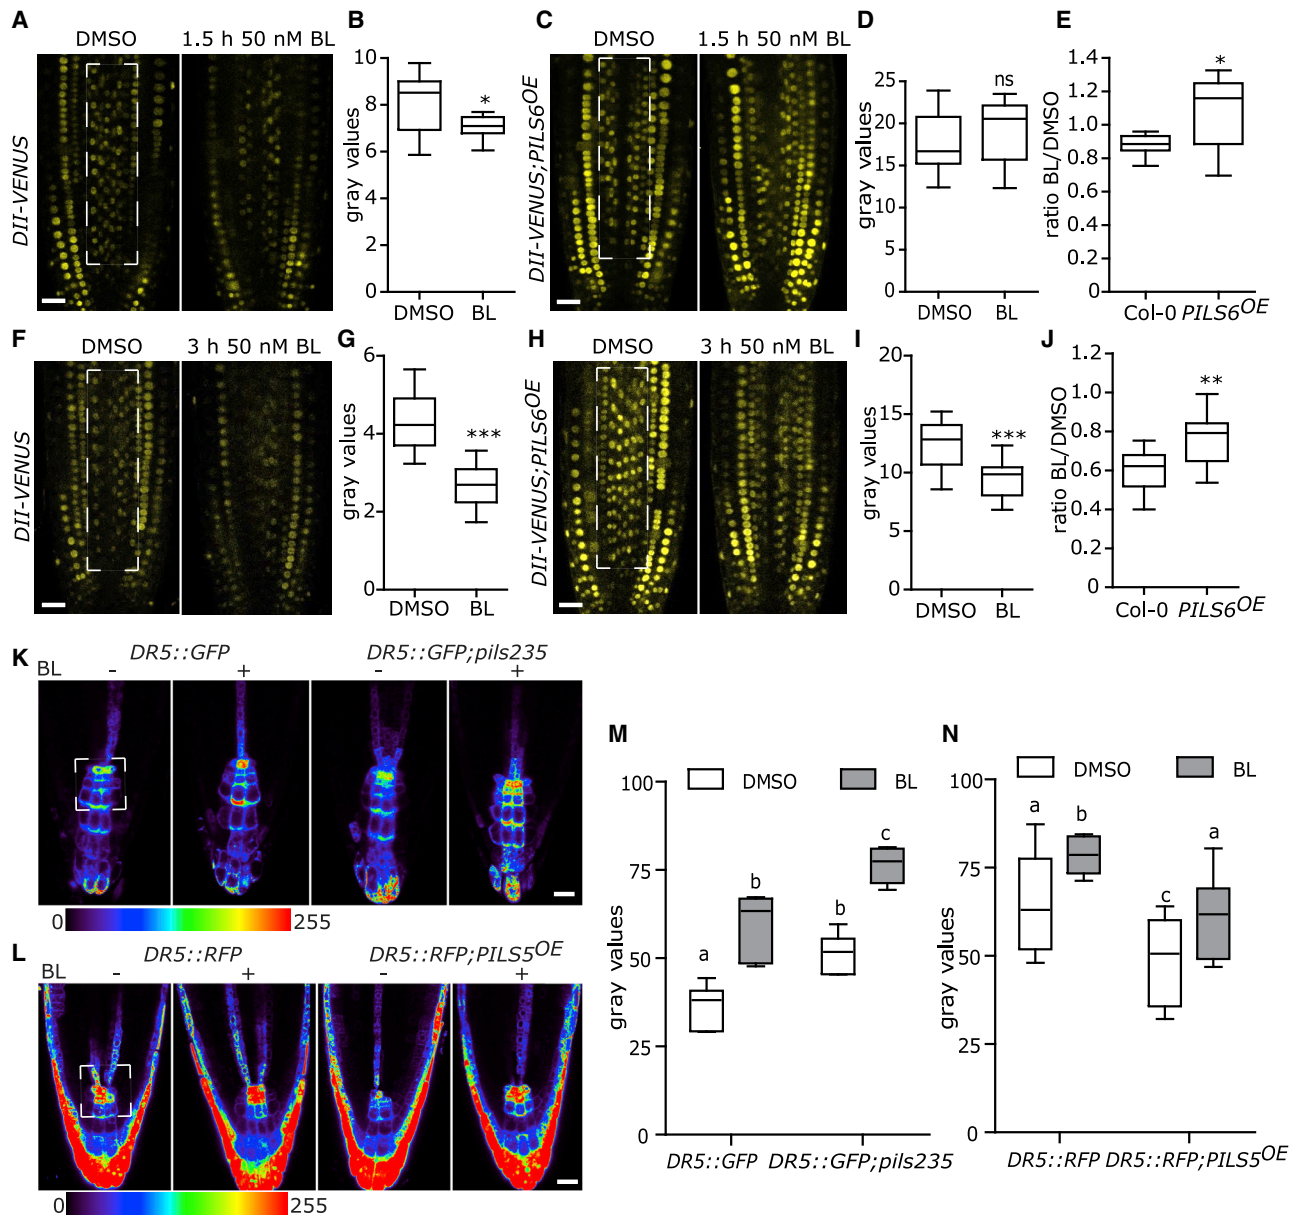 A
DMSO
1.5 h 50 nM BL
DII-VENUS
B
gray values
10
8
6
4
2
0
*
DMSO
BL
C
DMSO
1.5 h 50 nM BL
DII-VENUS;PILS6OE
D
gray values
25
20
15
10
5
0
ns
DMSO
BL
E
ratio BL/DMSO
1.4
1.2
1.0
0.8
0.6
0.4
0.2
0
*
Col-0 PILS6OE
F
DMSO
3 h 50 nM BL
DII-VENUS
G
gray values
6
4
2
0
***
DMSO
BL
H
DMSO
3 h 50 nM BL
DII-VENUS;PILS6OE
I
gray values
20
15
10
5
0
***
DMSO
BL
J
ratio BL/DMSO
1.2
1.0
0.8
0.6
0.4
0.2
0
**
Col-0 PILS6OE
K
DR5::GFP
DR5::GFP;pils235
BL - + - +
0 255
L
DR5::RFP
DR5::RFP;PILS5OE
BL - + - +
0 255
M
DMSO
BL
gray values
100
75
50
25
0
a
b
b
c
DR5::GFP
DR5::GFP;pils235
N
DMSO
BL
gray values
100
75
50
25
0
a
b
c
a
DR5::RFP
DR5::RFP;PILS5OE